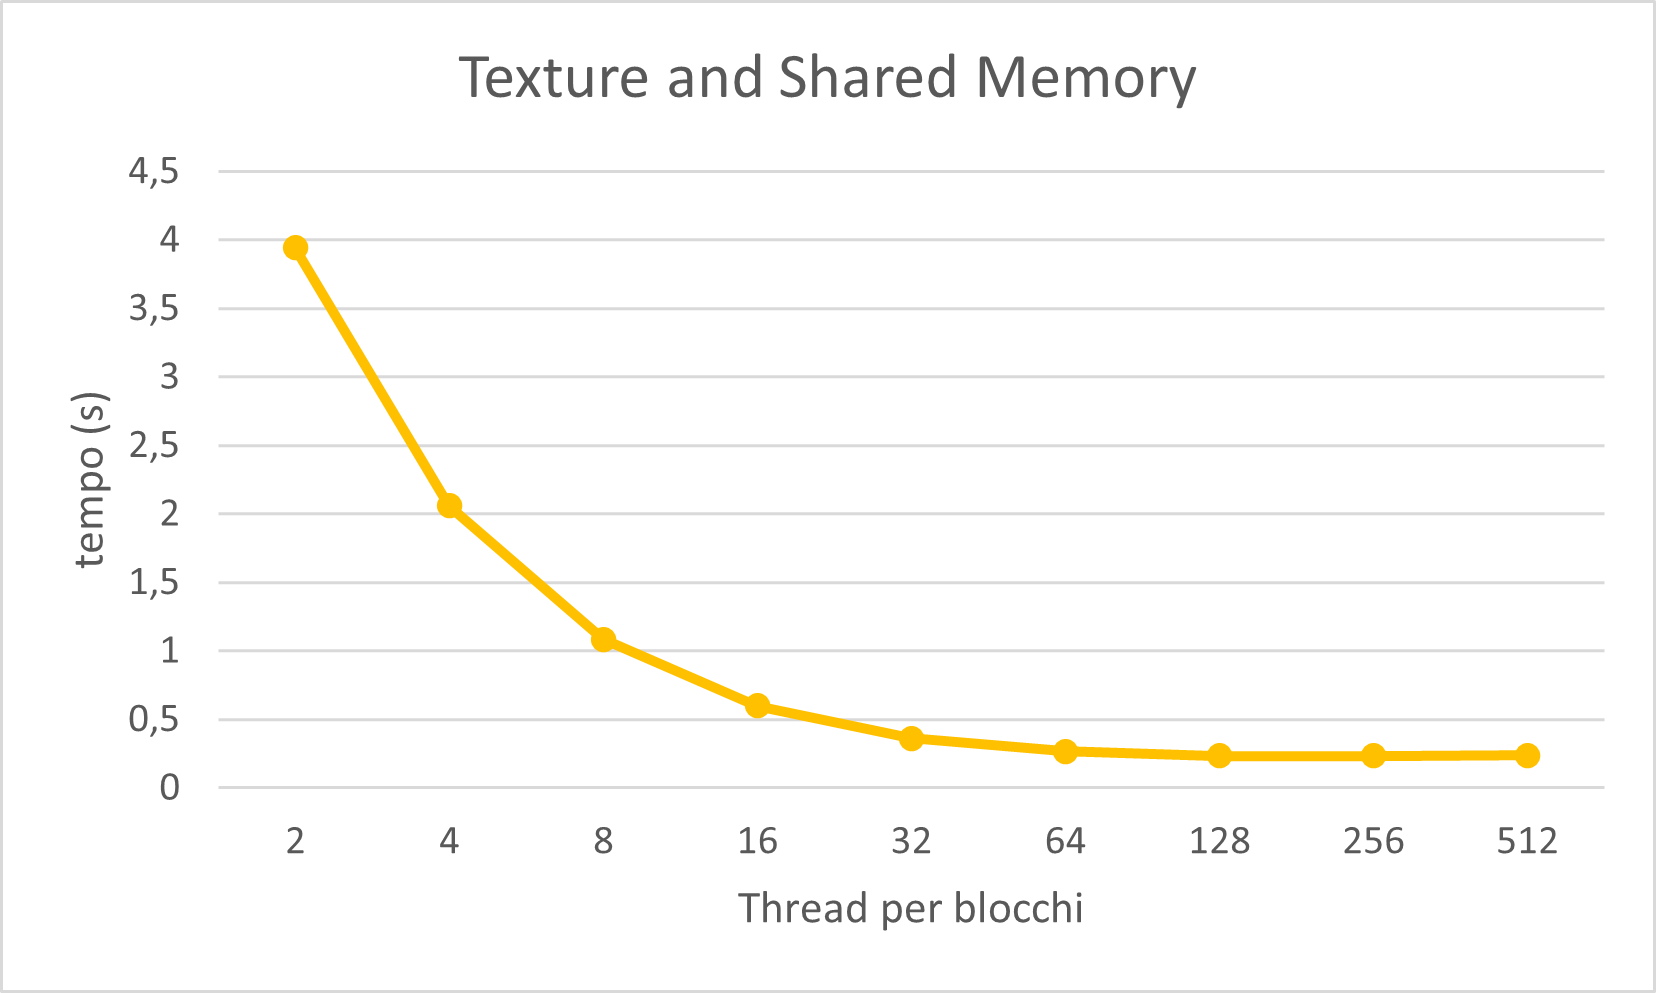 Texture and Shared Memory
4,5
4
3,5
3
2,5
2
1,5
1
0,5
0
tempo (s)
2 4 8 16 32 64 128 256 512
Thread per blocchi